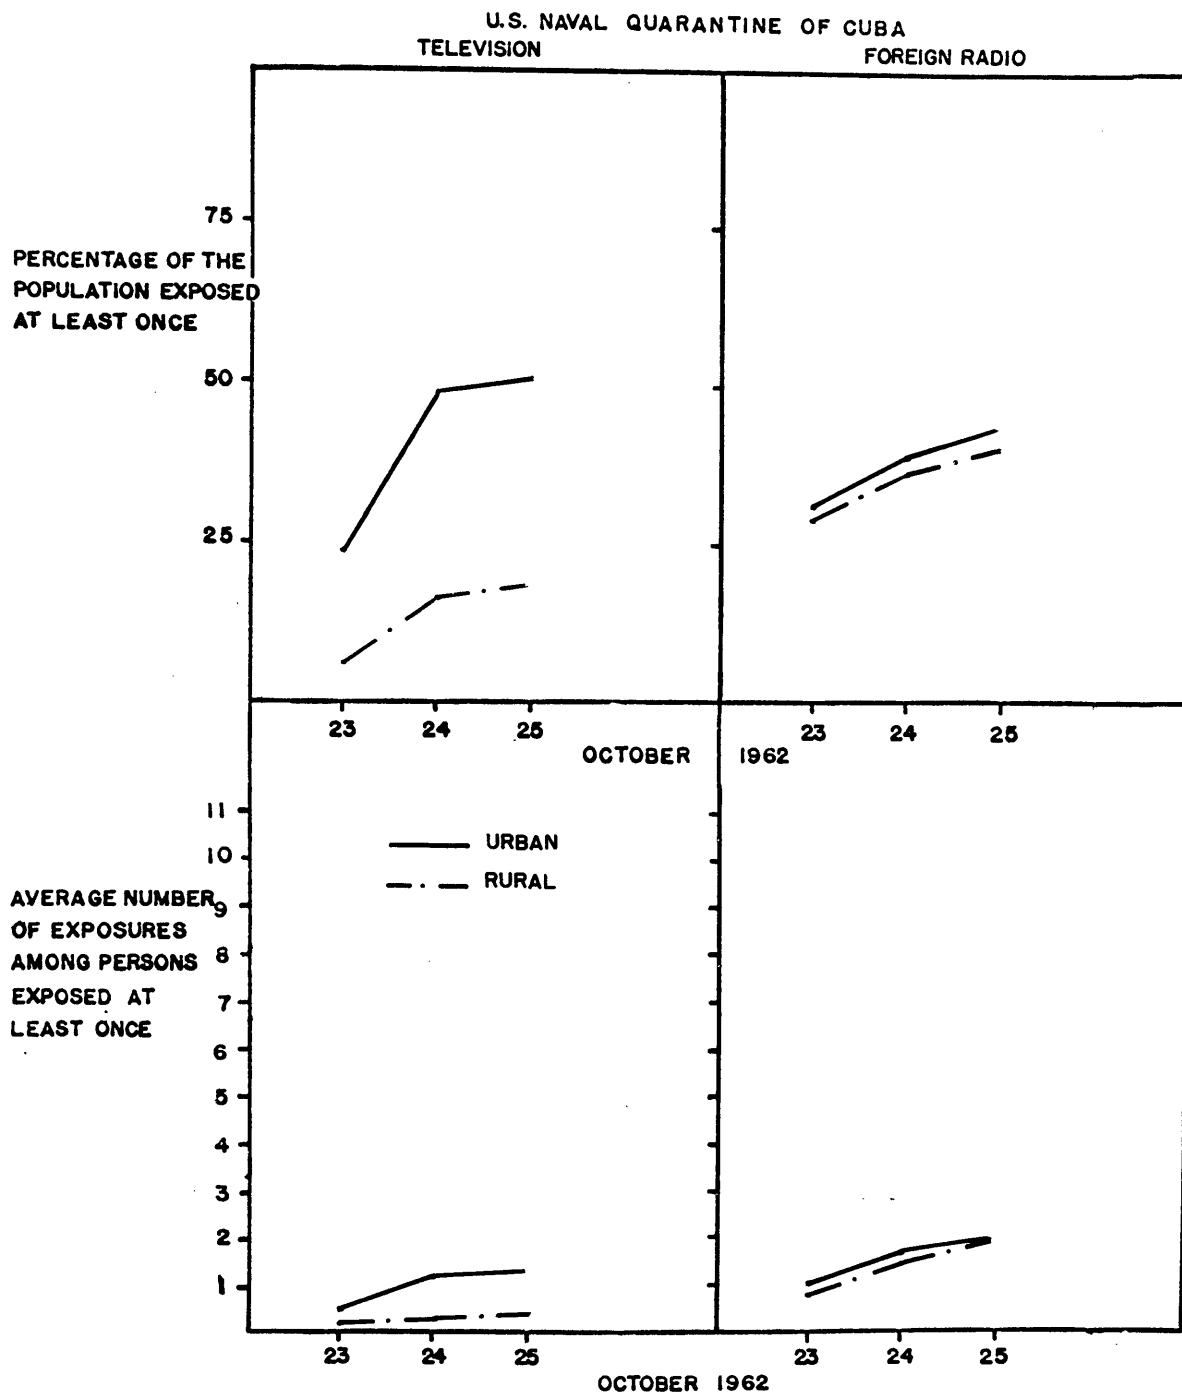 U.S. NAVAL QUARANTINE OF CUBA
TELEVISION
FOREIGN RADIO
75
PERCENTAGE OF THE
POPULATION EXPOSED
AT LEAST ONCE
50
25
23 24 25
23 24 25
OCTOBER 1962
11
10
9
8
7
6
5
4
3
2
1
URBAN
RURAL
AVERAGE NUMBER
OF EXPOSURES
AMONG PERSONS
EXPOSED AT
LEAST ONCE
23 24 25
23 24 25
OCTOBER 1962